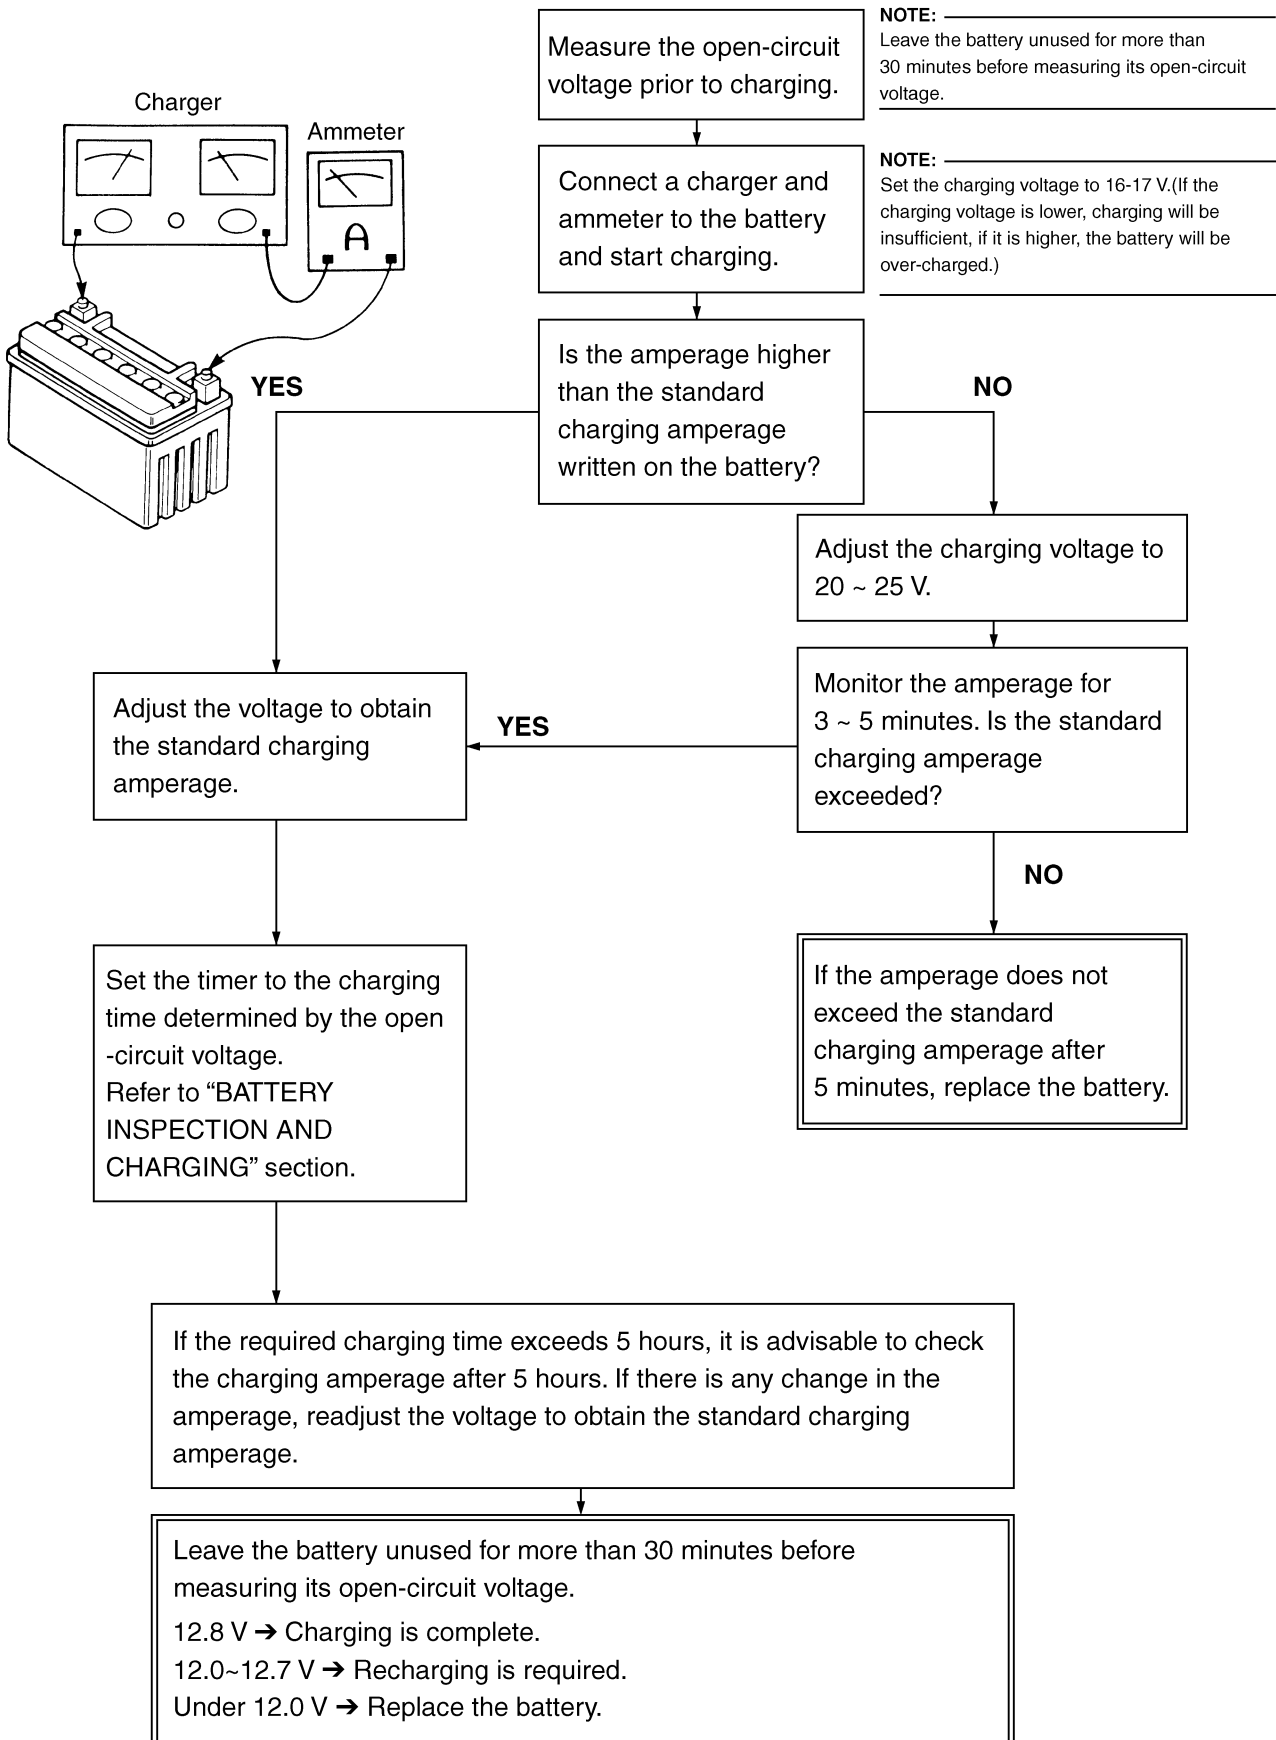 Measure the open-circuit
voltage prior to charging.
NOTE:
Leave the battery unused for more than
30 minutes before measuring its open-circuit
voltage.
Charger
Ammeter
A
Connect a charger and
ammeter to the battery
and start charging.
NOTE:
Set the charging voltage to 16-17 V.(If the
charging voltage is lower, charging will be
insufficient, if it is higher, the battery will be
over-charged.)
Is the amperage higher
than the standard
charging amperage
written on the battery?
YES
NO
Adjust the charging voltage to
20 ~ 25 V.
Monitor the amperage for
3 ~ 5 minutes. Is the standard
charging amperage
exceeded?
YES
Adjust the voltage to obtain
the standard charging
amperage.
NO
If the amperage does not
exceed the standard
charging amperage after
5 minutes, replace the battery.
Set the timer to the charging
time determined by the open
-circuit voltage.
Refer to “BATTERY
INSPECTION AND
CHARGING” section.
If the required charging time exceeds 5 hours, it is advisable to check
the charging amperage after 5 hours. If there is any change in the
amperage, readjust the voltage to obtain the standard charging
amperage.
Leave the battery unused for more than 30 minutes before
measuring its open-circuit voltage.
12.8 V ➔ Charging is complete.
12.0~12.7 V ➔ Recharging is required.
Under 12.0 V ➔ Replace the battery.